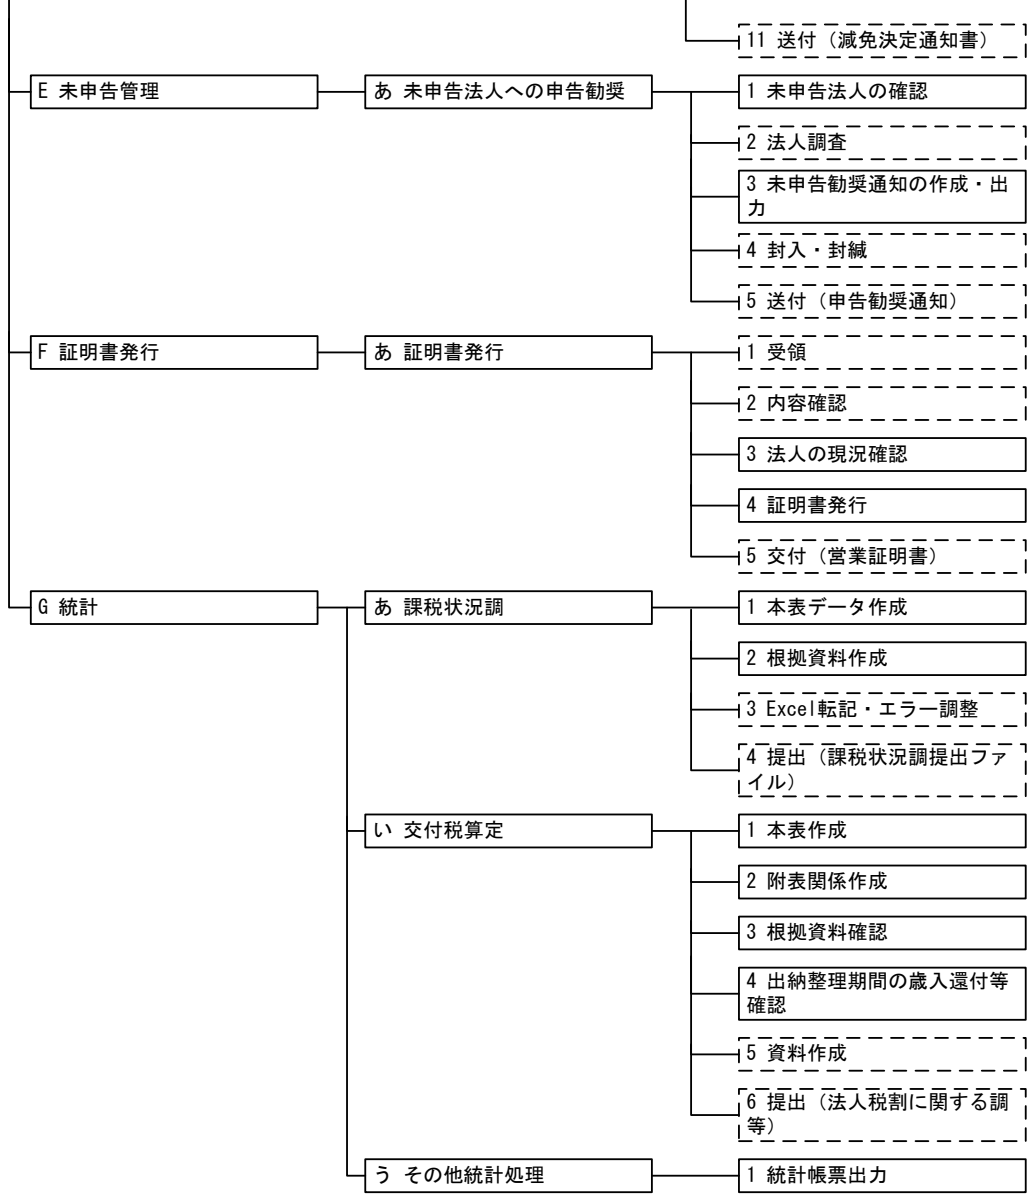 11 送付（減免決定通知書）
E 未申告管理
あ 未申告法人への申告勧奨
1 未申告法人の確認
2 法人調査
3 未申告勧奨通知の作成・出
力
4 封入・封緘
5 送付（申告勧奨通知）
F 証明書発行
あ 証明書発行
1 受領
2 内容確認
3 法人の現況確認
4 証明書発行
5 交付（営業証明書）
G 統計
あ 課税状況調
1 本表データ作成
2 根拠資料作成
3 Excel転記・エラー調整
4 提出（課税状況調提出ファ
イル）
い 交付税算定
1 本表作成
2 附表関係作成
3 根拠資料確認
4 出納整理期間の歳入還付等
確認
5 資料作成
6 提出（法人税割に関する調
等）
う その他統計処理
1 統計帳票出力